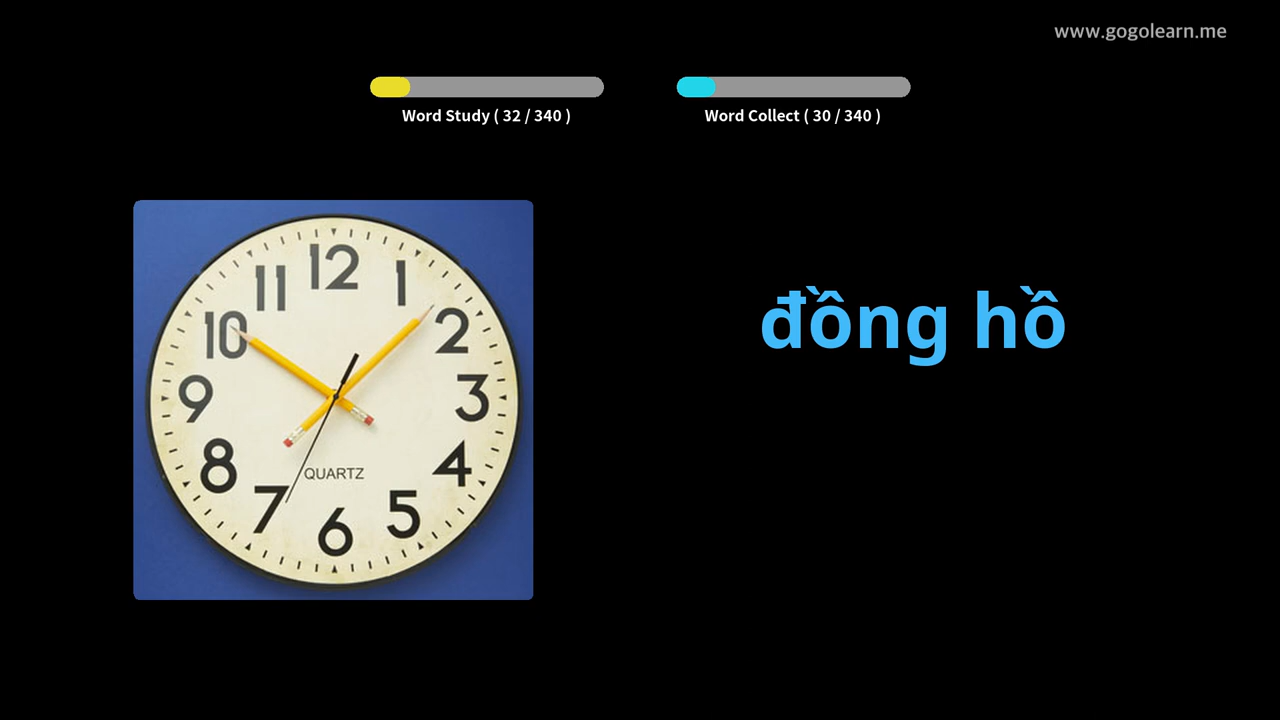 www.gogolearn.me
Word Study ( 32 / 340 )
Word Collect ( 30 / 340 )
12
11
1
10
2
9
3
8
4
QUARTZ
7
5
6
đồng hồ